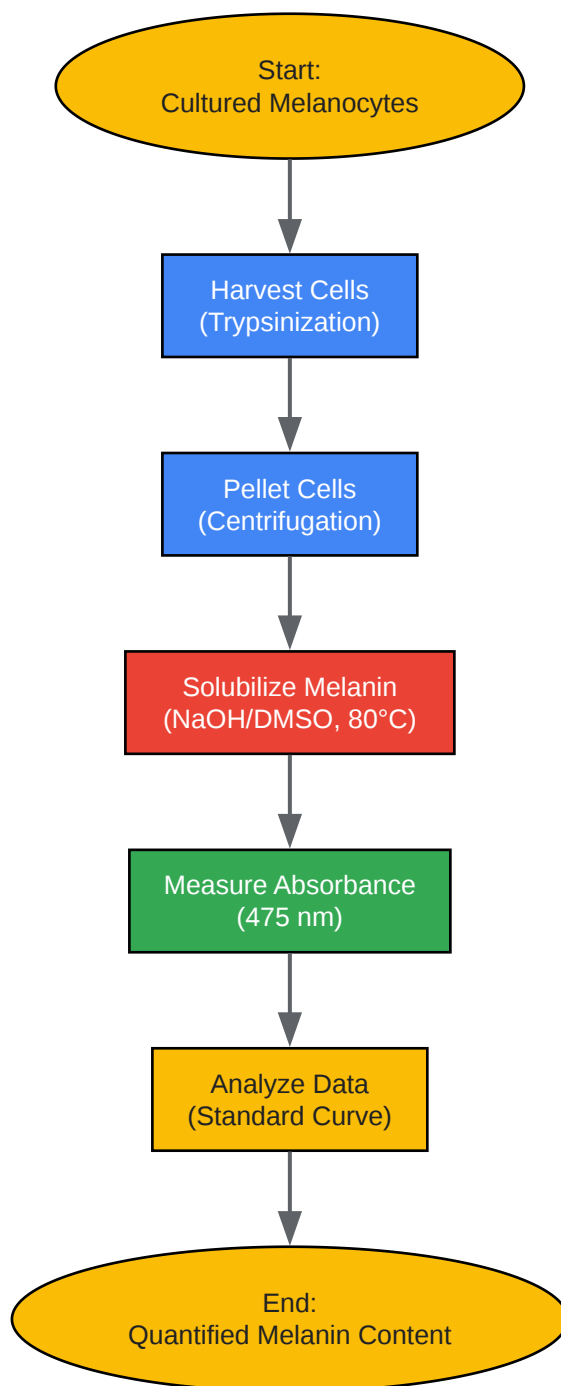 Start:
Cultured Melanocytes
Harvest Cells
(Trypsinization)
Pellet Cells
(Centrifugation)
Solubilize Melanin
(NaOH/DMSO, 80°C)
Measure Absorbance
(475 nm)
Analyze Data
(Standard Curve)
End:
Quantified Melanin Content